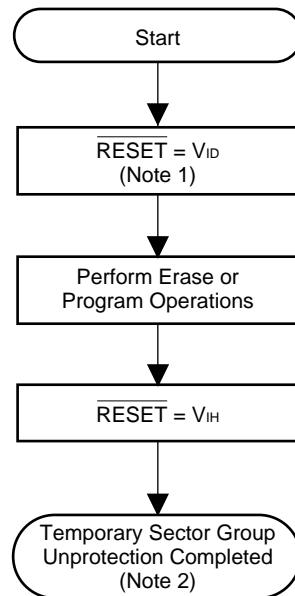 Start
RESET = VID
(Note 1)
Perform Erase or
Program Operations
RESET = VIH
Temporary Sector Group
Unprotection Completed
(Note 2)